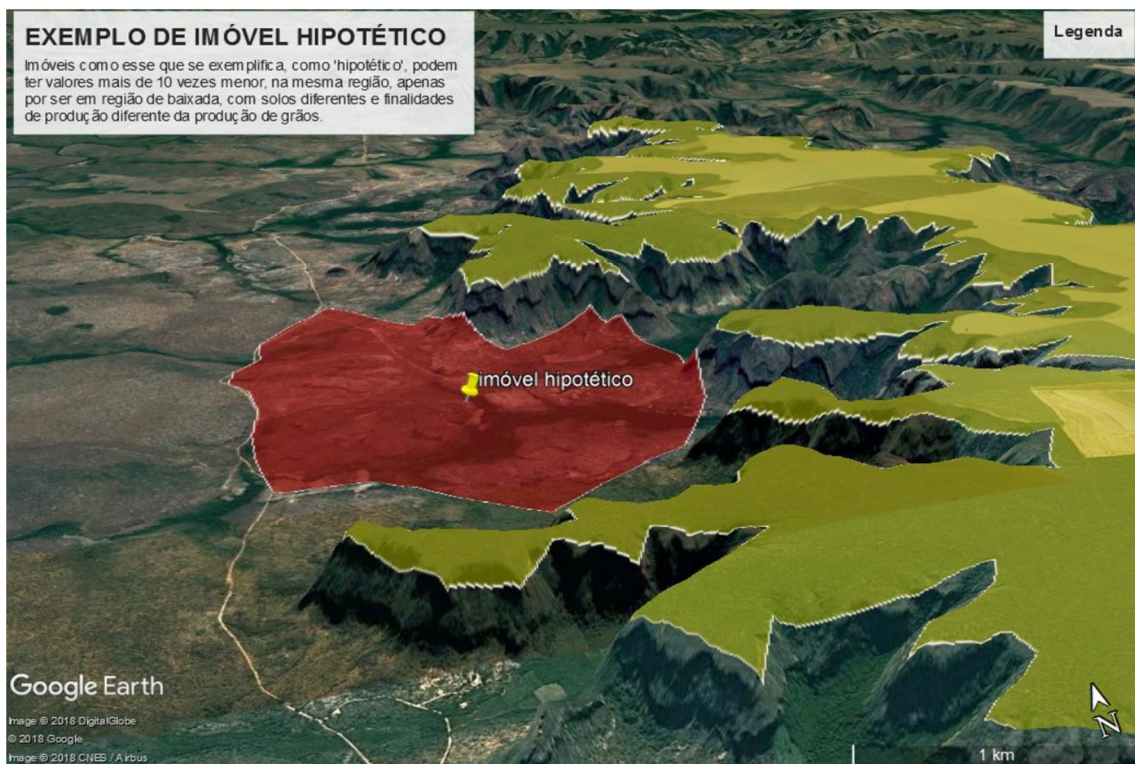 EXEMPLO DE IMÓVEL HIPOTÉTICO
Imóveis como esse que se exemplifica, como 'hipotético', podem
ter valores mais de 10 vezes menor, na mesma região, apenas
por ser em região de baixada, com solos diferentes e finalidades
de produção diferente da produção de grãos.
Legenda
imóvel hipotético
Google Earth
Image © 2018 DigitalGlobe
© 2018 Google
Image © 2018 CNES / Airbus
N
1 km